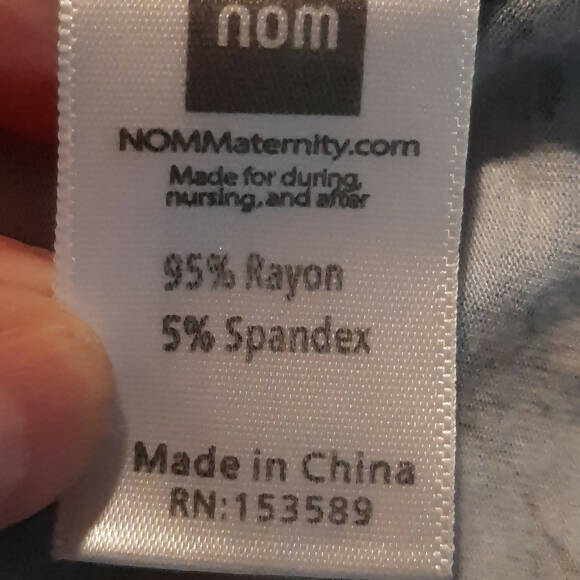 nom
NOMMaternity.com
Made for during,
nursing, and after
95% Rayon
5% Spandex
Made in China
RN:153589